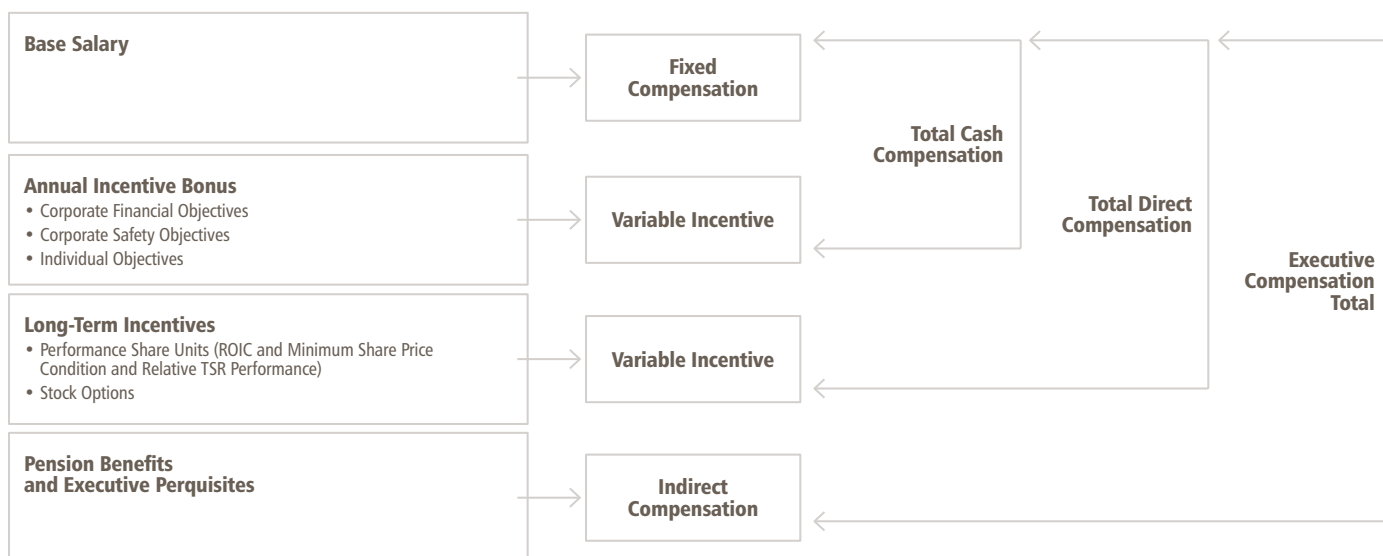 Base Salary
Fixed
Compensation
Total Cash
Compensation
Annual Incentive Bonus
• Corporate Financial Objectives
• Corporate Safety Objectives
• Individual Objectives
Variable Incentive
Total Direct
Compensation
Executive
Compensation
Total
Long-Term Incentives
• Performance Share Units (ROIC and Minimum Share Price
Condition and Relative TSR Performance)
• Stock Options
Variable Incentive
Pension Benefits
and Executive Perquisites
Indirect
Compensation